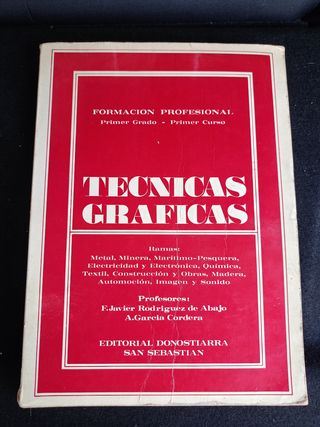 FORMACION PROFESIONAL
Primer Grado - Primer Curso
TECNICAS
GRAFICAS
Ramas:
Metal, Minera, Marítimo-Pesquera,
Electricidad y Electrónica, Química,
Textil, Construcción y Obras, Madera,
Automoción, Imagen y Sonido
Profesores:
F. Javier Rodríguez de Abajo
A. García Córdera
EDITORIAL DONOSTIARRA
SAN SEBASTIAN